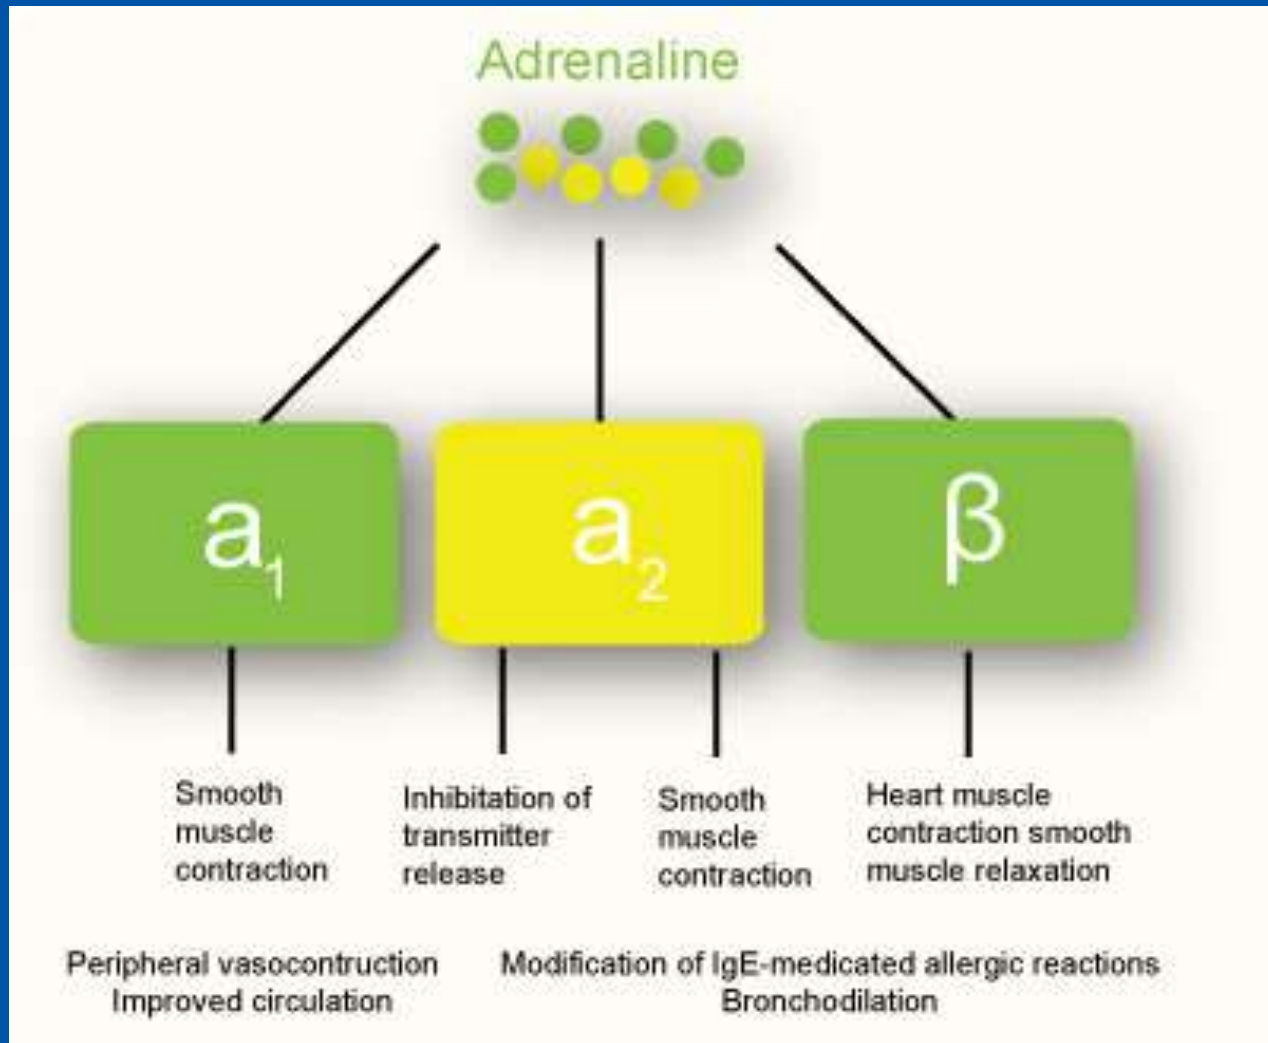 Adrenaline
a1
a2
β
Smooth
muscle
contraction
Inhibitation of
transmitter
release
Smooth
muscle
contraction
Heart muscle
contraction smooth
muscle relaxation
Peripheral vasocontruction
Improved circulation
Modification of IgE-medicated allergic reactions
Bronchodilation